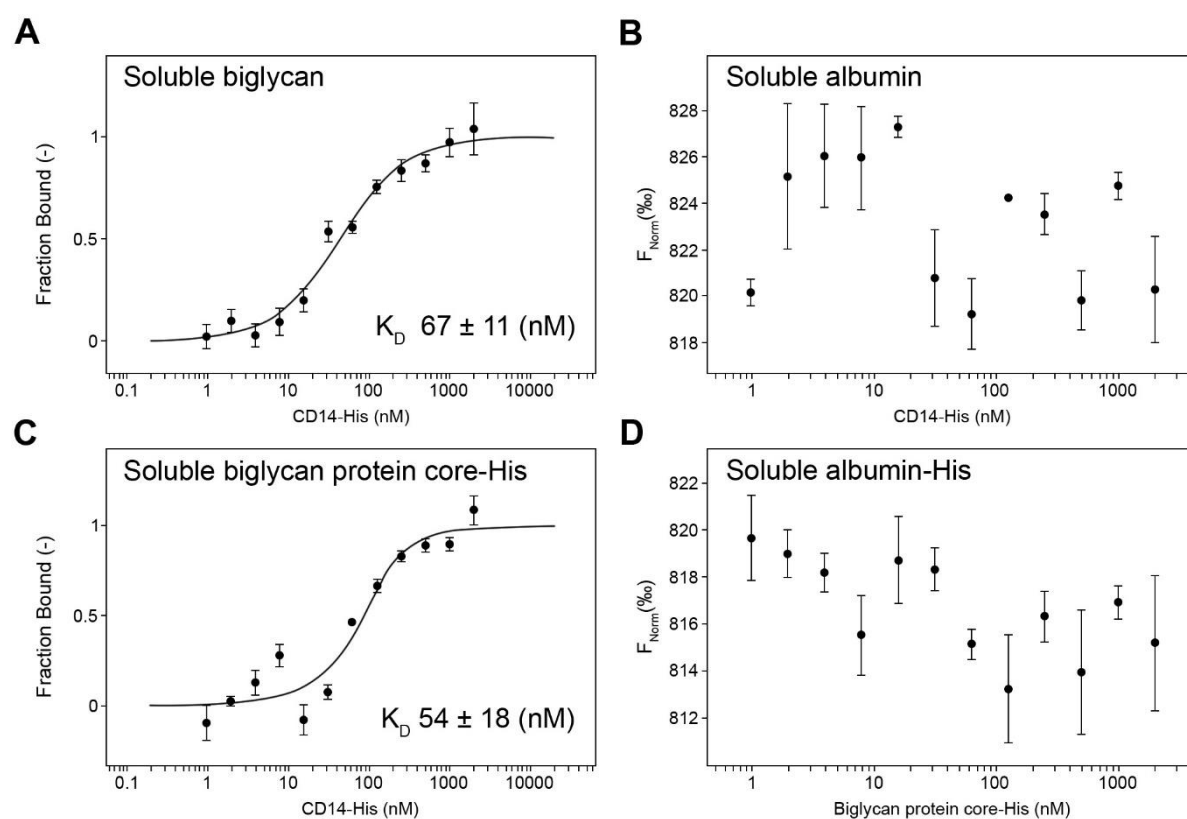 A
Soluble biglycan
Fraction Bound (-)
1
0.5
0
K_D 67 ± 11 (nM)
0.1 1 10 100 1000 10000
CD14-His (nM)
B
Soluble albumin
F_Norm(‰)
828
826
824
822
820
818
1 10 100 1000
CD14-His (nM)
C
Soluble biglycan protein core-His
Fraction Bound (-)
1
0.5
0
K_D 54 ± 18 (nM)
0.1 1 10 100 1000 10000
CD14-His (nM)
D
Soluble albumin-His
F_Norm(‰)
822
820
818
816
814
812
1 10 100 1000
Biglycan protein core-His (nM)